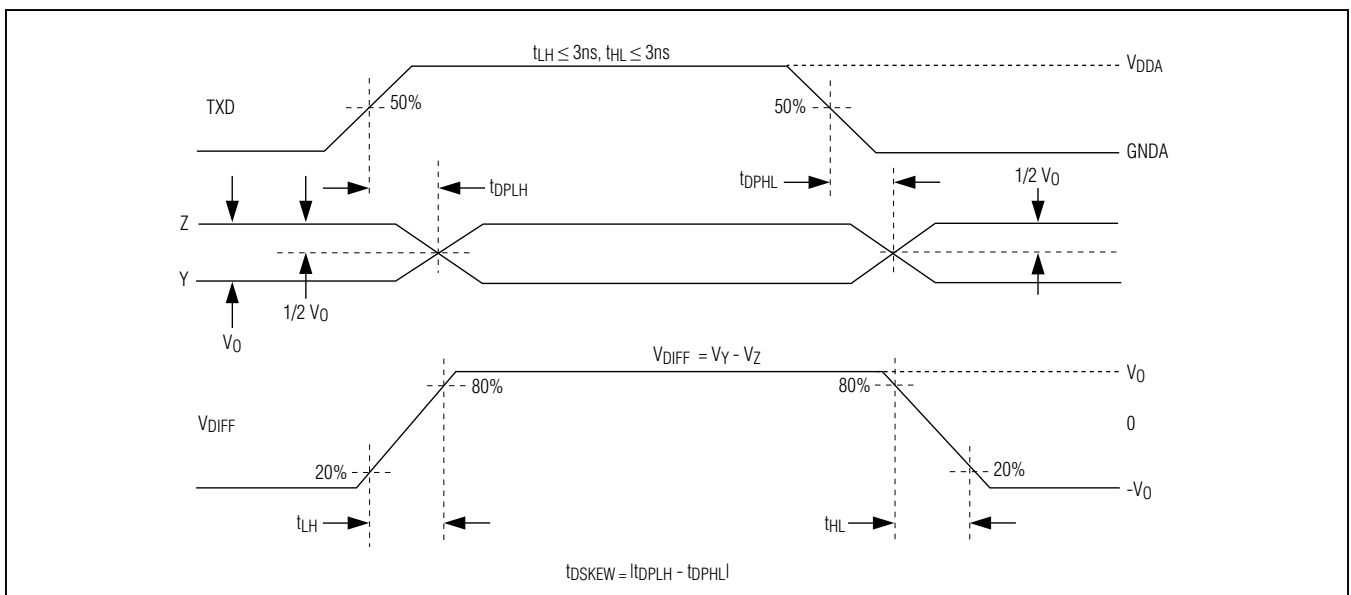 tLH ≤ 3ns, tHL ≤ 3ns
VDDA
TXD
50%
50%
GNDA
tDPLH
tDPHL
1/2 VO
Z
Y
1/2 VO
VO
VDIFF = VY - VZ
VO
80%
80%
VDIFF
0
20%
20%
-VO
tLH
tHL
tDSKEW = |tDPLH - tDPHL|